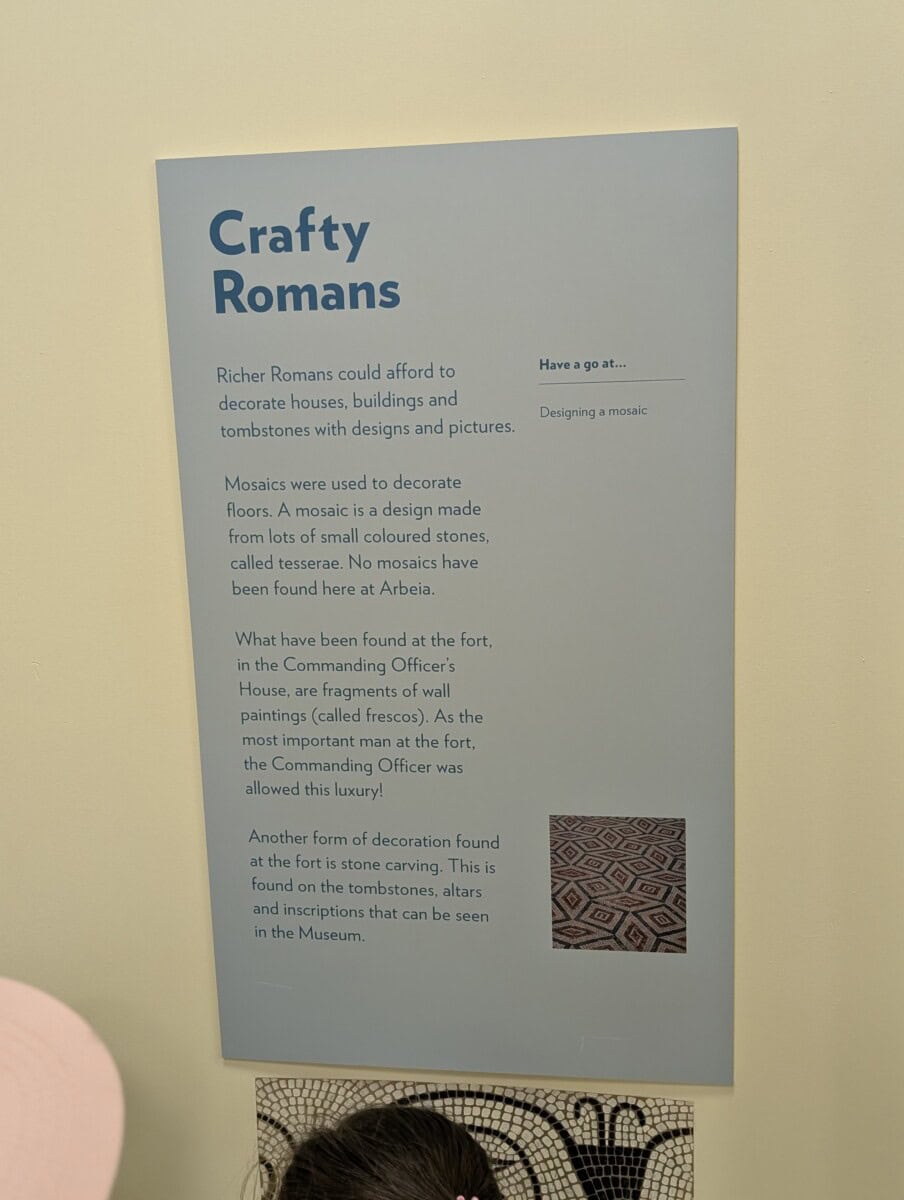 Crafty
Romans
Richer Romans could afford to
decorate houses, buildings and
tombstones with designs and pictures.
Mosaics were used to decorate
floors. A mosaic is a design made
from lots of small coloured stones,
called tesserae. No mosaics have
been found here at Arbeia.
What have been found at the fort,
in the Commanding Officer’s
House, are fragments of wall
paintings (called frescos). As the
most important man at the fort,
the Commanding Officer was
allowed this luxury!
Another form of decoration found
at the fort is stone carving. This is
found on the tombstones, altars
and inscriptions that can be seen
in the Museum.
Have a go at...
Designing a mosaic